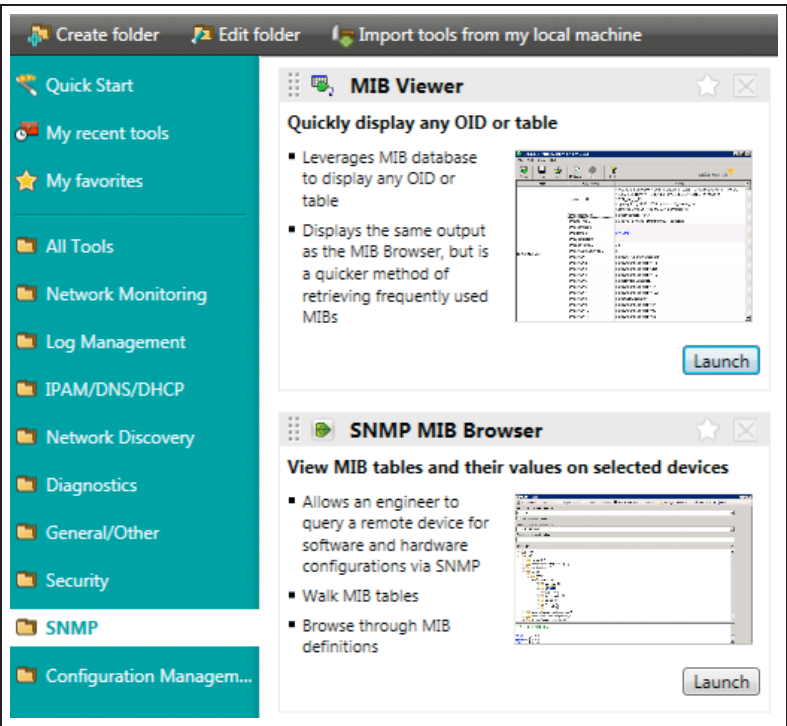 Create folder
Edit folder
Import tools from my local machine
Quick Start
My recent tools
My favorites
All Tools
Network Monitoring
Log Management
IPAM/DNS/DHCP
Network Discovery
Diagnostics
General/Other
Security
SNMP
Configuration Managem...
MIB Viewer
Quickly display any OID or table
Leverages MIB database
to display any OID or
table
Displays the same output
as the MIB Browser, but is
a quicker method of
retrieving frequently used
MIBs
Launch
SNMP MIB Browser
View MIB tables and their values on selected devices
Allows an engineer to
query a remote device for
software and hardware
configurations via SNMP
Walk MIB tables
Browse through MIB
definitions
Launch